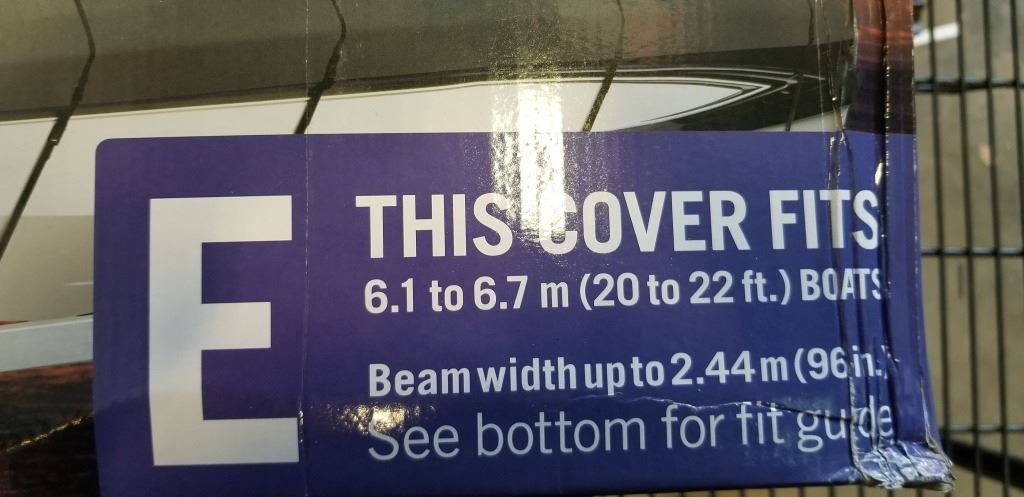 E
THIS COVER FITS
6.1 to 6.7 m (20 to 22 ft.) BOATS
Beam width up to 2.44 m (96 in.)
See bottom for fit guide